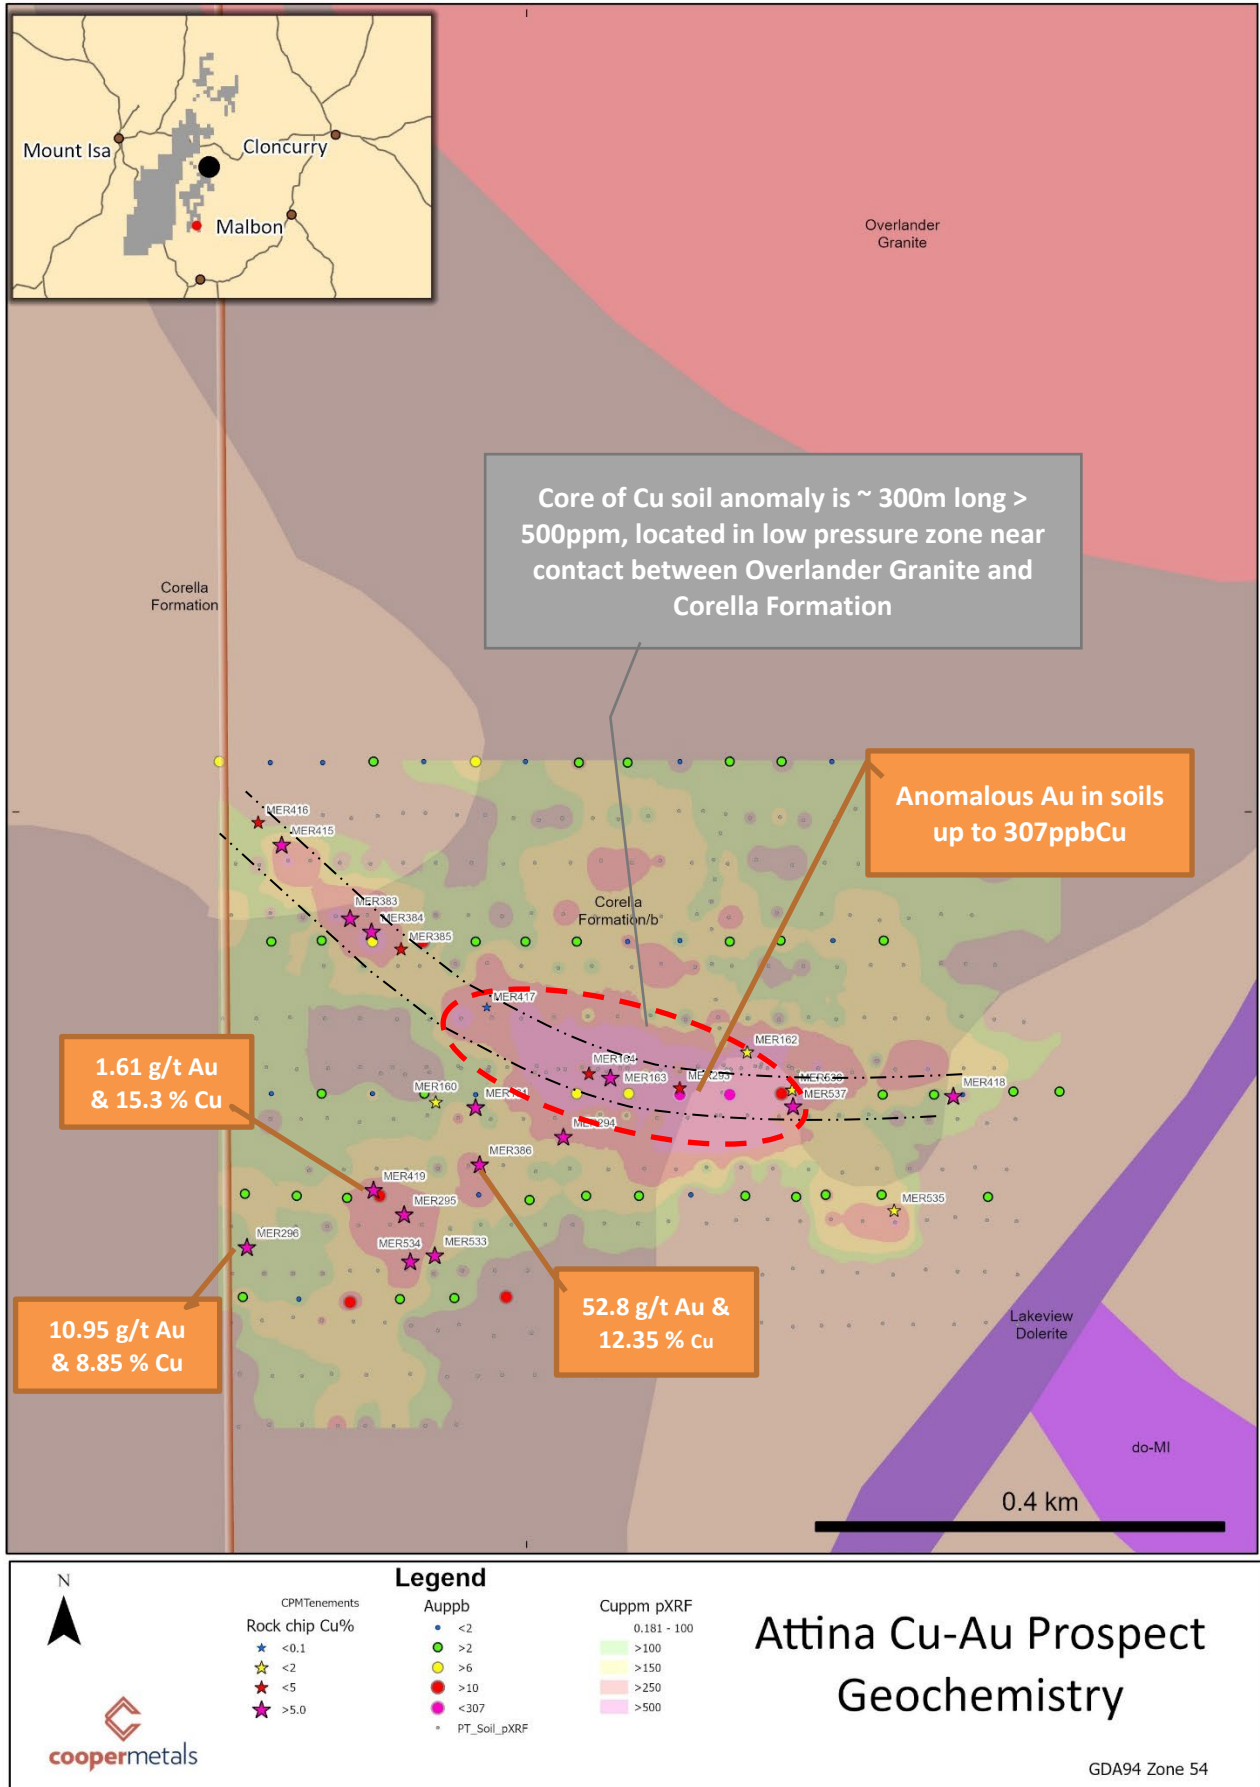 Mount Isa
Cloncurry
Malbon
Overlander
Granite
Core of Cu soil anomaly is ~ 300m long >
500ppm, located in low pressure zone near
contact between Overlander Granite and
Corella Formation
Corella
Formation
Anomalous Au in soils
up to 307ppbCu
MER416
MER415
MER383
MER384
MER385
Corella
Formation/b
MER417
MER162
MER164
MER163
MER293
MER537
MER418
MER160
MER294
MER386
1.61 g/t Au
& 15.3 % Cu
MER419
MER295
MER296
MER534
MER533
MER535
10.95 g/t Au
& 8.85 % Cu
52.8 g/t Au &
12.35 % Cu
Lakeview
Dolerite
do-MI
0.4 km
N
coopermetals
Legend
CPMTenements
Rock chip Cu%
<0.1
<2
<5
>5.0
Auppb
<2
>2
>6
>10
<307
PT_Soil_pXRF
Cuppm pXRF
0.181 - 100
>100
>150
>250
>500
Attina Cu-Au Prospect
Geochemistry
GDA94 Zone 54